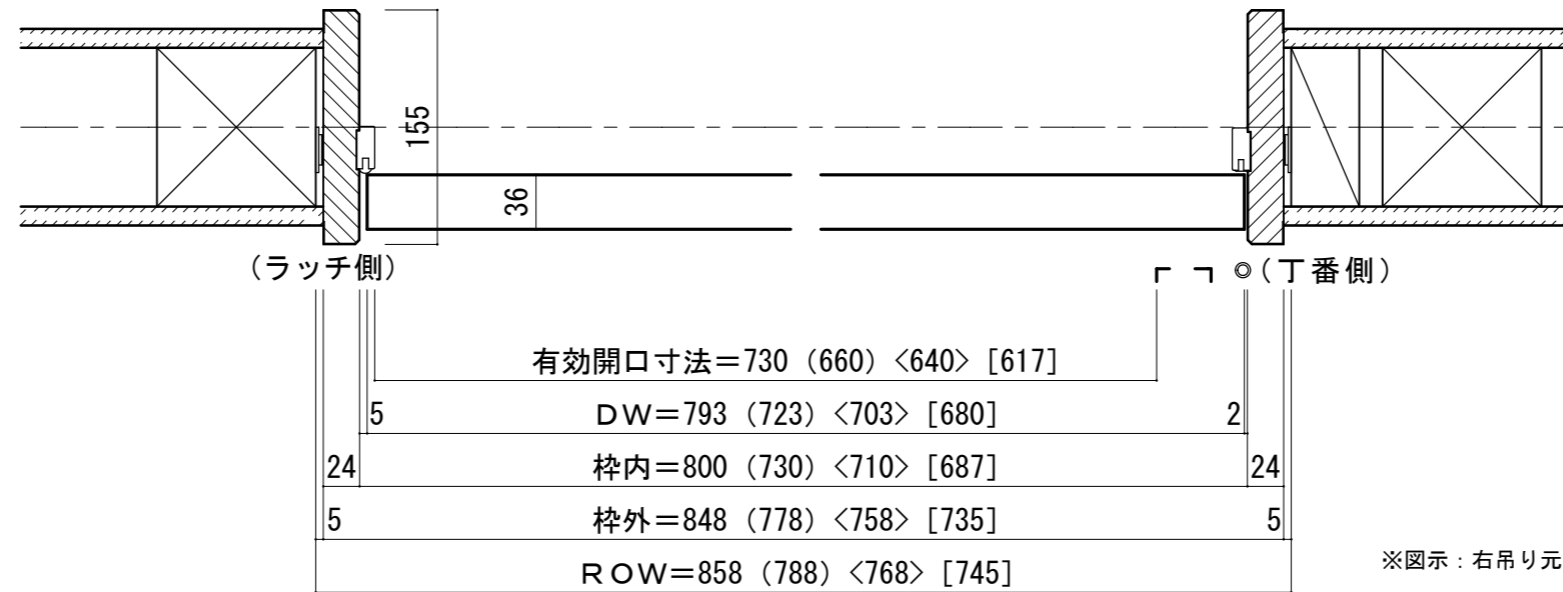 155
36
(ラッチ側)
◎(丁番側)
有効開口寸法=730 (660) <640> [617]
5 DW=793 (723) <703> [680] 2
24 枠内=800 (730) <710> [687] 24
5 枠外=848 (778) <758> [735] 5
ROW=858 (788) <768> [745]
※図示:右吊り元